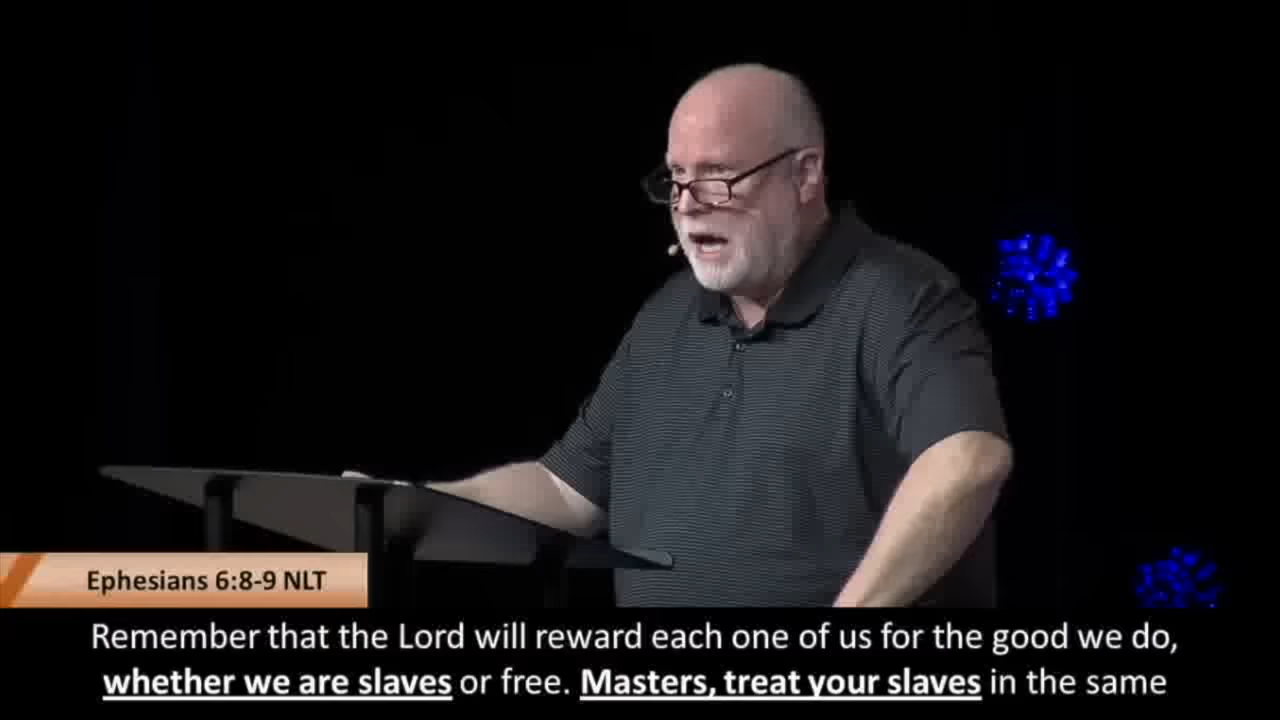 Ephesians 6:8-9 NLT
Remember that the Lord will reward each one of us for the good we do,
whether we are slaves or free. Masters, treat your slaves in the same